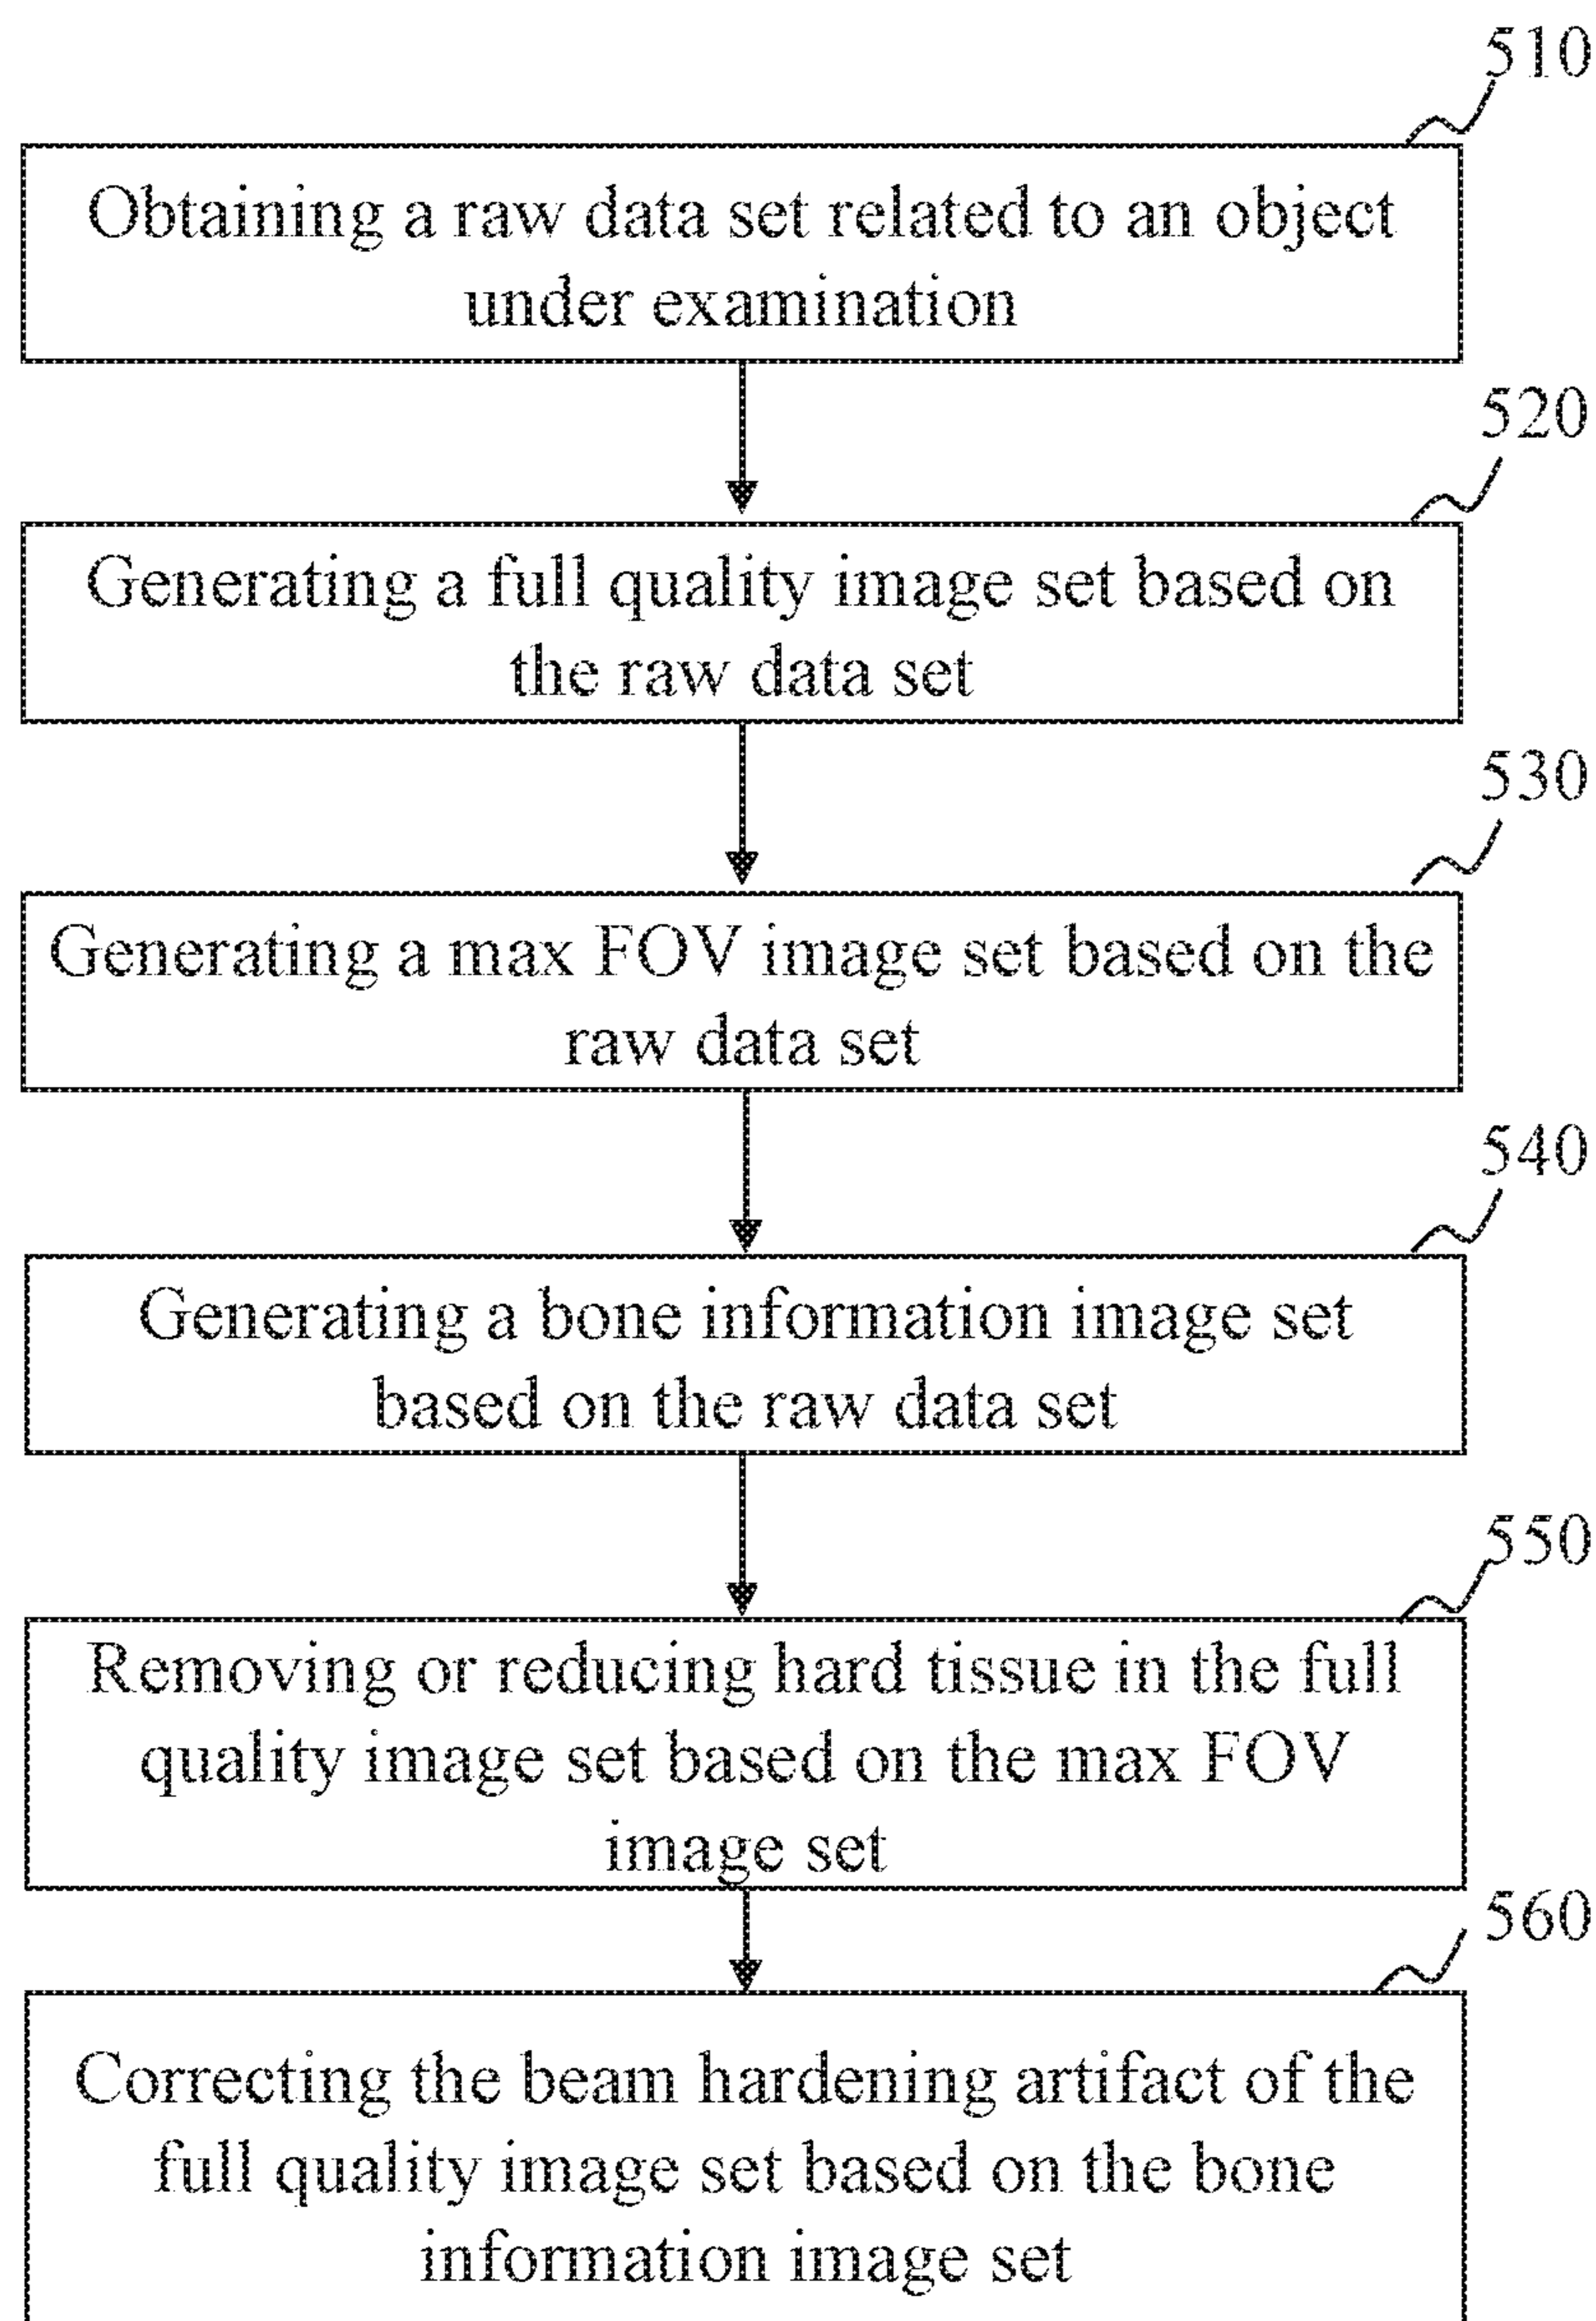 510
Obtaining a raw data set related to an object
under examination
520
Generating a full quality image set based on
the raw data set
530
Generating a max FOV image set based on the
raw data set
540
Generating a bone information image set
based on the raw data set
550
Removing or reducing hard tissue in the full
quality image set based on the max FOV
image set
560
Correcting the beam hardening artifact of the
full quality image set based on the bone
information image set